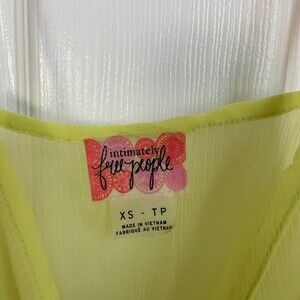 intimately
free people
XS - TP
MADE IN VIETNAM
FABRIQUÉ AU VIETNAM